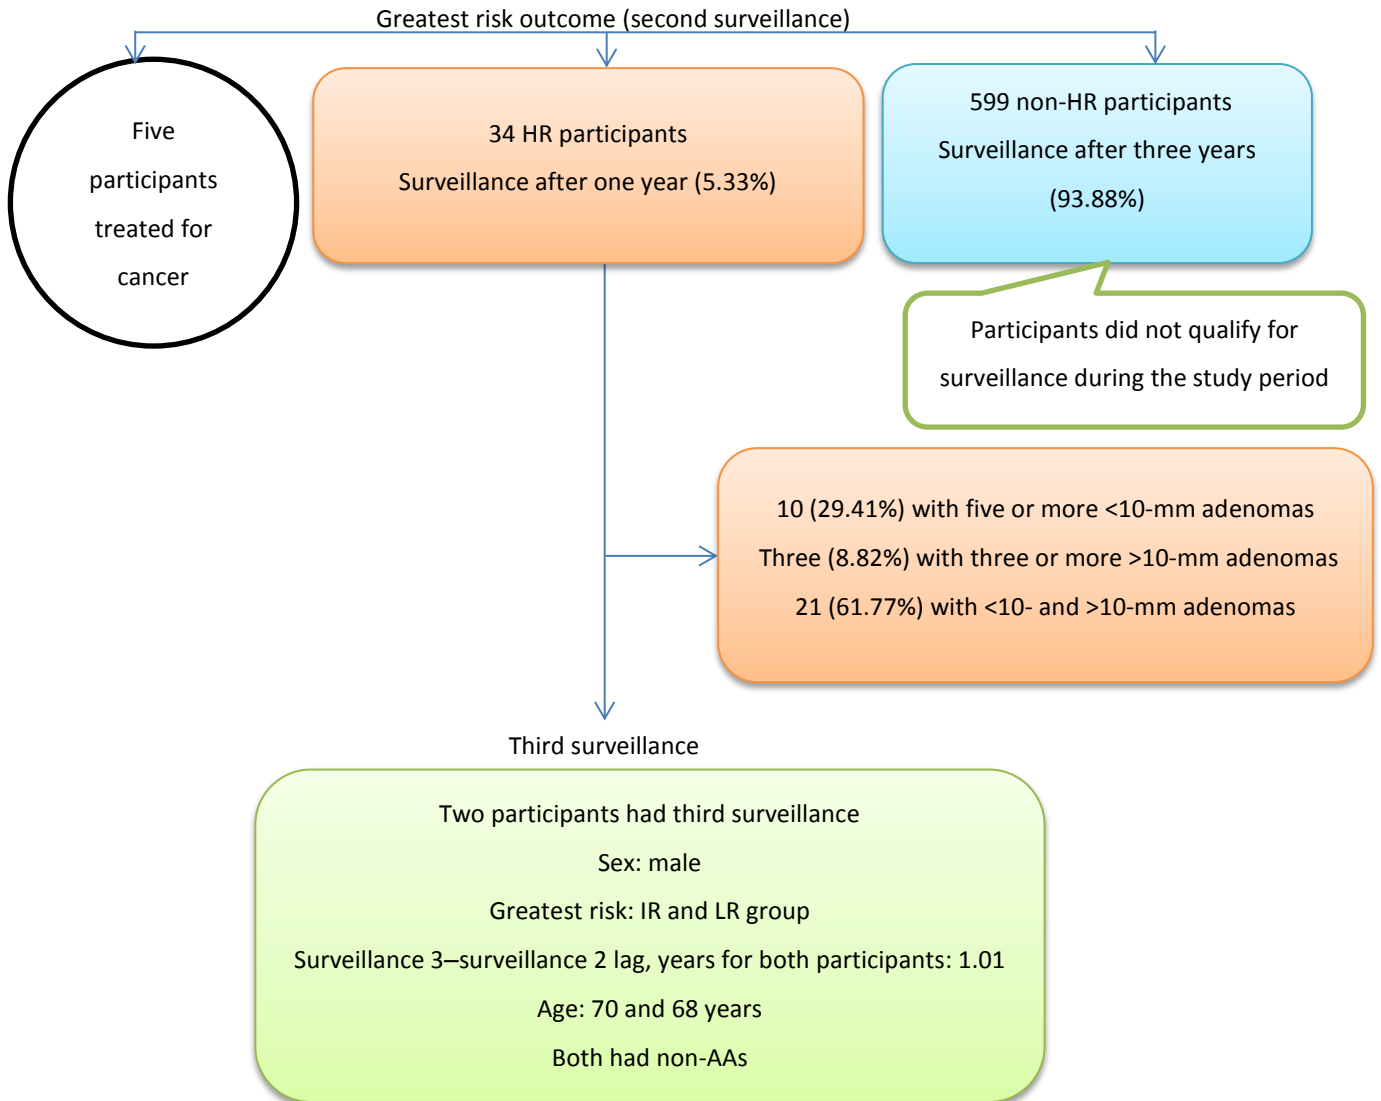 Greatest risk outcome (second surveillance)
Five
participants
treated for
cancer
34 HR participants
Surveillance after one year (5.33%)
599 non-HR participants
Surveillance after three years
(93.88%)
Participants did not qualify for
surveillance during the study period
10 (29.41%) with five or more <10-mm adenomas
Three (8.82%) with three or more >10-mm adenomas
21 (61.77%) with <10- and >10-mm adenomas
Third surveillance
Two participants had third surveillance
Sex: male
Greatest risk: IR and LR group
Surveillance 3–surveillance 2 lag, years for both participants: 1.01
Age: 70 and 68 years
Both had non-AAs